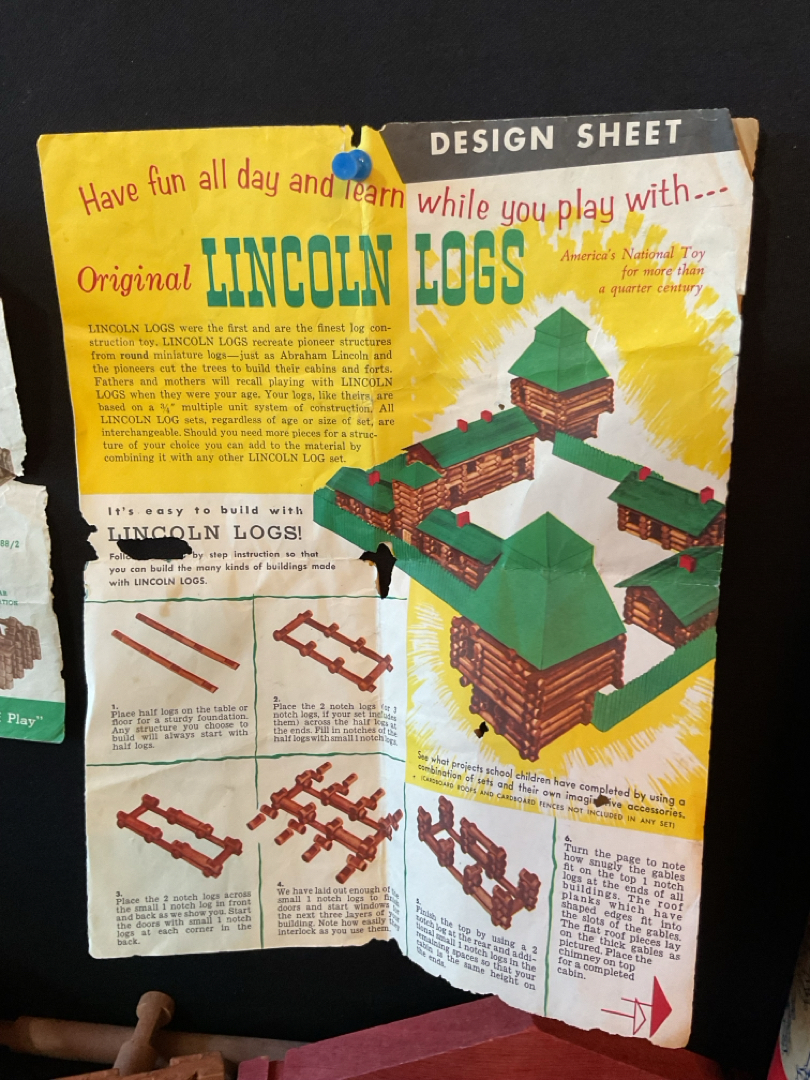 DESIGN SHEET
Have fun all day and learn while you play with---
Original LINCOLN LOGS
America's National Toy
for more than
a quarter century
LINCOLN LOGS were the first and are the finest log con-
struction toy. LINCOLN LOGS recreate pioneer structures
from round miniature logs—just as Abraham Lincoln and
the pioneers cut the trees to build their cabins and forts.
Fathers and mothers will recall playing with LINCOLN
LOGS when they were your age. Your logs, like theirs, are
based on a ¾" multiple unit system of construction. All
LINCOLN LOG sets, regardless of age or size of set, are
interchangeable. Should you need more pieces for a struc-
ture of your choice you can add to the material by
combining it with any other LINCOLN LOG set.
It's easy to build with
LINCOLN LOGS!
by step instruction so that
you can build the many kinds of buildings made
with LINCOLN LOGS.
1.
Place half logs on the table or
floor for a sturdy foundation.
Any structure you choose to
build will always start with
half logs.
2.
Place the 2 notch logs (or 3
notch logs, if your set includes
them) across the half logs at
the ends. Fill in notches of the
half logs with small 1 notch logs.
3.
Place the 2 notch logs across
the small 1 notch log in front
and back as we show you. Start
the doors with small 1 notch
logs at each corner in the
back.
4.
We have laid out enough of the
small 1 notch logs to finish
doors and start windows
the next three layers of
building. Note how easily they
interlock as you use them.
See what projects school children have completed by using a
combination of sets and their own imaginative accessories.
(CARDBOARD ROOFS AND CARDBOARD FENCES NOT INCLUDED IN ANY SET)
5.
Finish the top by using a 2
notch log at the rear and addi-
tional small 1 notch logs in the
remaining spaces so that your
cabin is the same height on
the ends.
6.
Turn the page to note
how snugly the gables
fit on the top 1 notch
logs at the ends of all
buildings. The roof
planks which have
shaped edges fit into
the slots of the gables.
The flat roof pieces lay
on the thick gables as
pictured. Place the
chimney on top
for a completed
cabin.
88/2
Play"